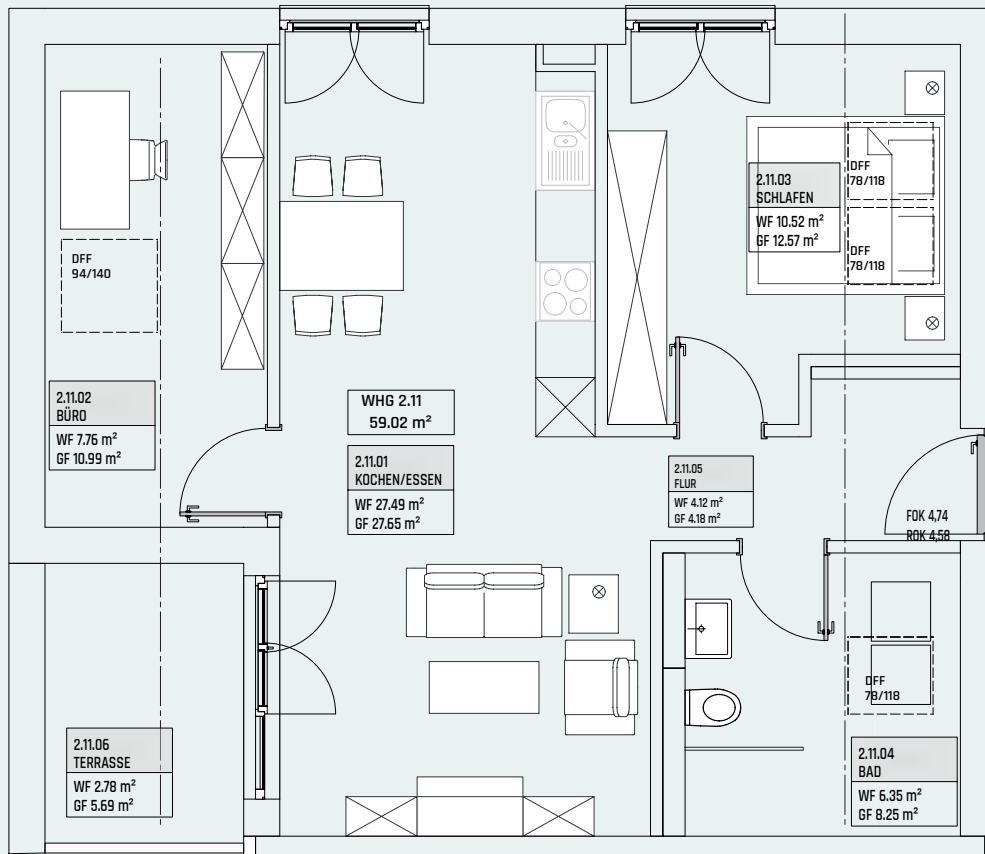 DFF
78/118
2.11.03
SCHLAFEN
WF 10.52 m²
GF 12.57 m²
DFF
78/118
DFF
94/140
2.11.02
BÜRO
WF 7.76 m²
GF 10.99 m²
WHG 2.11
59.02 m²
2.11.01
KOCHEN/ESSEN
WF 27.49 m²
GF 27.65 m²
2.11.05
FLUR
WF 4.12 m²
GF 4.18 m²
FOK 4,74
ROK 4,58
DFF
78/118
2.11.06
TERRASSE
WF 2.78 m²
GF 5.69 m²
2.11.04
BAD
WF 6.35 m²
GF 8.25 m²